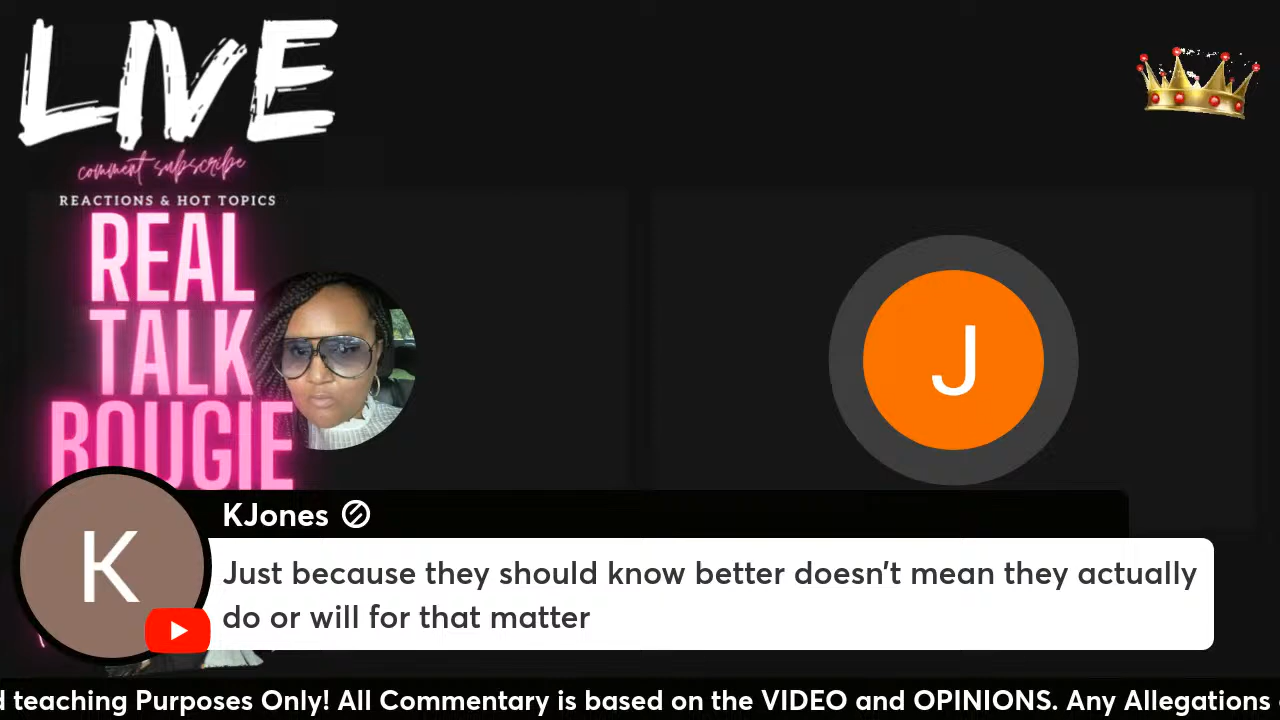 LIVE
comment subscribe
REACTIONS & HOT TOPICS
REAL
TALK
BOUGIE
J
K
KJones
Just because they should know better doesn't mean they actually
do or will for that matter
d teaching Purposes Only! All Commentary is based on the VIDEO and OPINIONS. Any Allegations